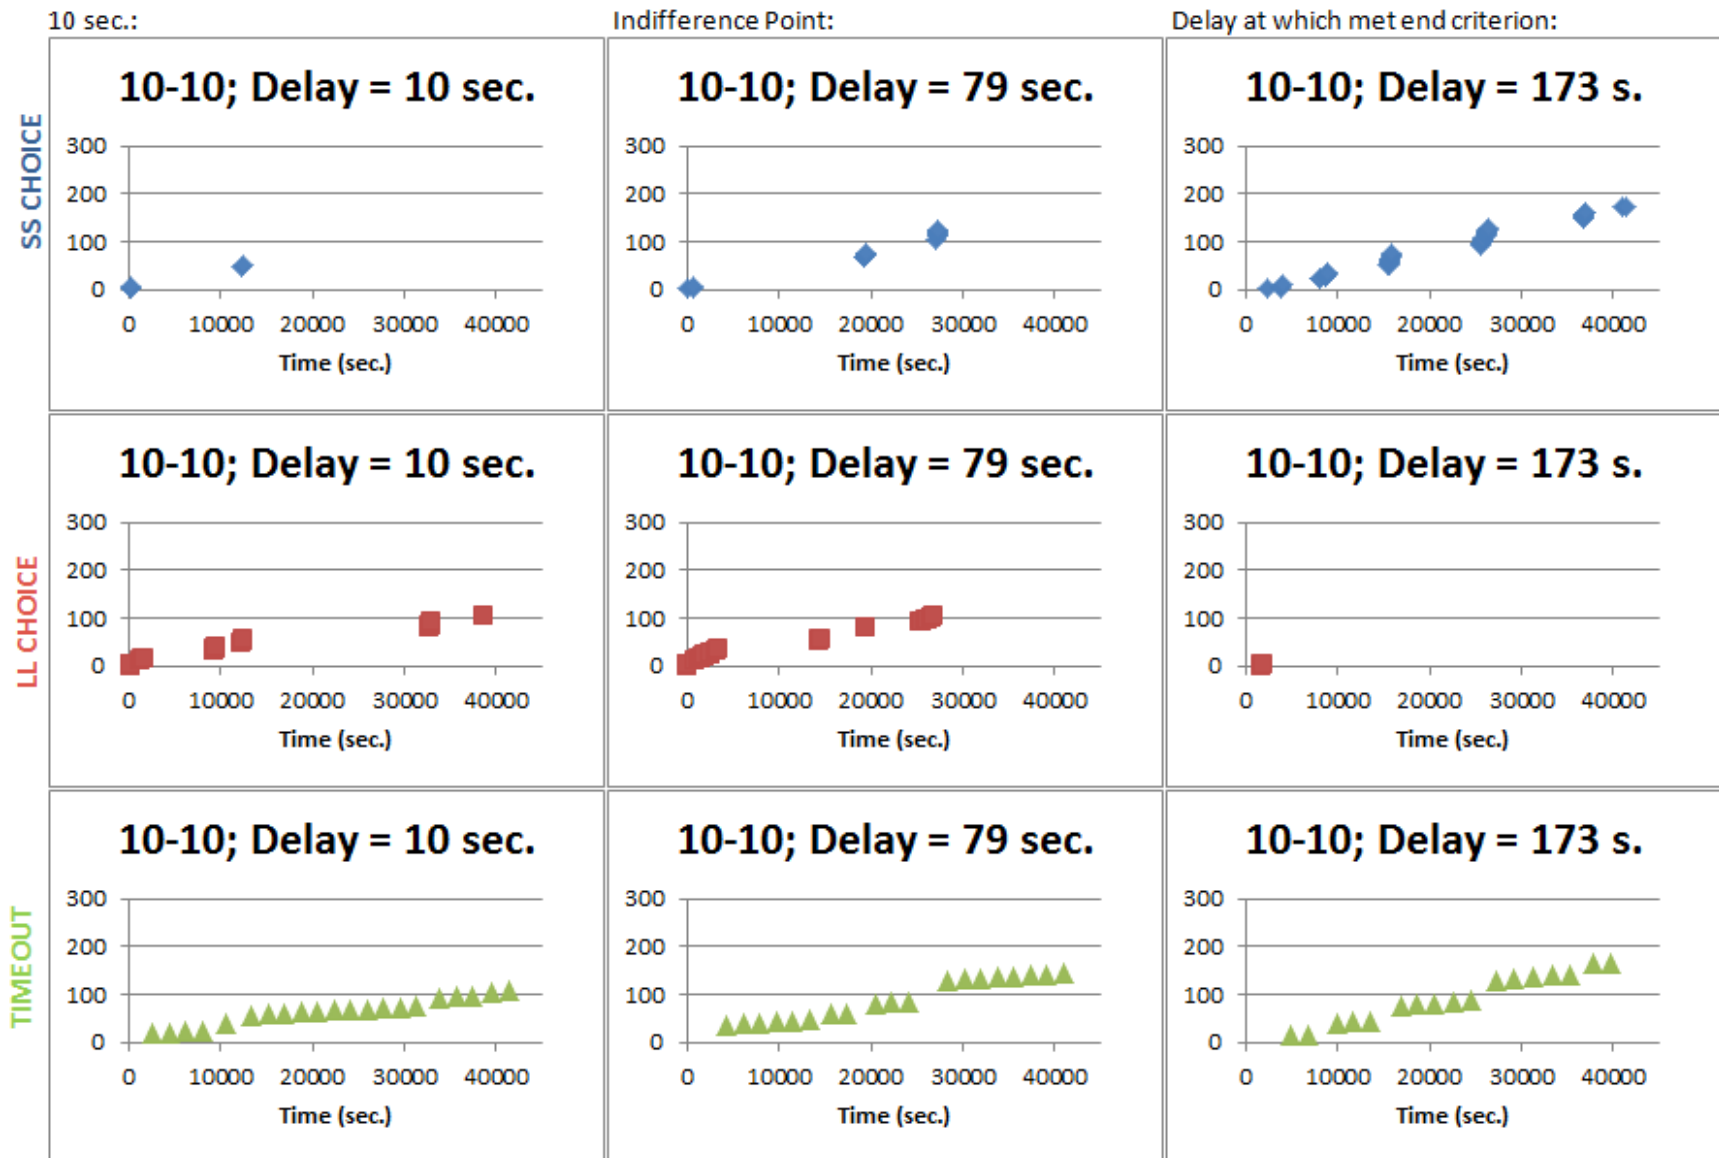 10 sec.:
Indifference Point:
Delay at which met end criterion:
SS CHOICE
10-10; Delay = 10 sec.
300
200
100
0
0 10000 20000 30000 40000
Time (sec.)
10-10; Delay = 79 sec.
300
200
100
0
0 10000 20000 30000 40000
Time (sec.)
10-10; Delay = 173 s.
300
200
100
0
0 10000 20000 30000 40000
Time (sec.)
LL CHOICE
10-10; Delay = 10 sec.
300
200
100
0
0 10000 20000 30000 40000
Time (sec.)
10-10; Delay = 79 sec.
300
200
100
0
0 10000 20000 30000 40000
Time (sec.)
10-10; Delay = 173 s.
300
200
100
0
0 10000 20000 30000 40000
Time (sec.)
TIMEOUT
10-10; Delay = 10 sec.
300
200
100
0
0 10000 20000 30000 40000
Time (sec.)
10-10; Delay = 79 sec.
300
200
100
0
0 10000 20000 30000 40000
Time (sec.)
10-10; Delay = 173 s.
300
200
100
0
0 10000 20000 30000 40000
Time (sec.)